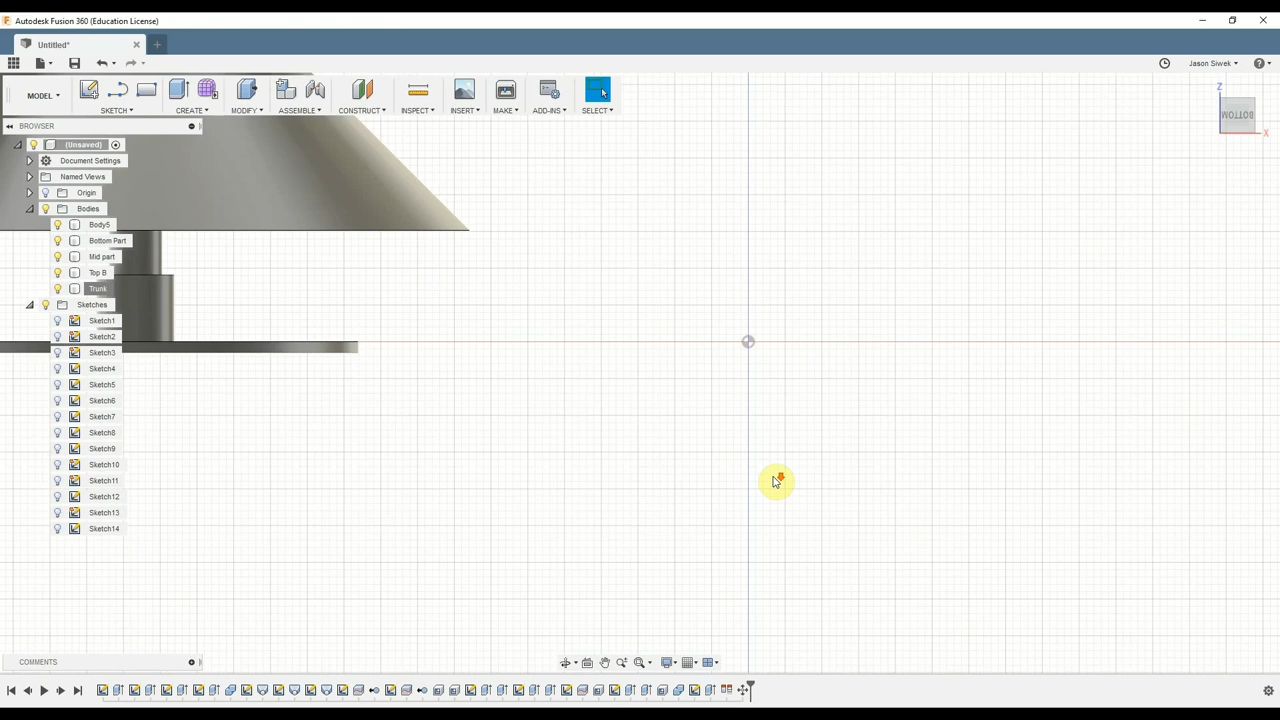 Autodesk Fusion 360 (Education License)
Untitled*
Jason Siwek
MODEL
SKETCH
CREATE
MODIFY
ASSEMBLE
CONSTRUCT
INSPECT
INSERT
MAKE
ADD-INS
SELECT
Z
BOTTOM
X
BROWSER
(Unsaved)
Document Settings
Named Views
Origin
Bodies
Body5
Bottom Part
Mid part
Top B
Trunk
Sketches
Sketch1
Sketch2
Sketch3
Sketch4
Sketch5
Sketch6
Sketch7
Sketch8
Sketch9
Sketch10
Sketch11
Sketch12
Sketch13
Sketch14
COMMENTS